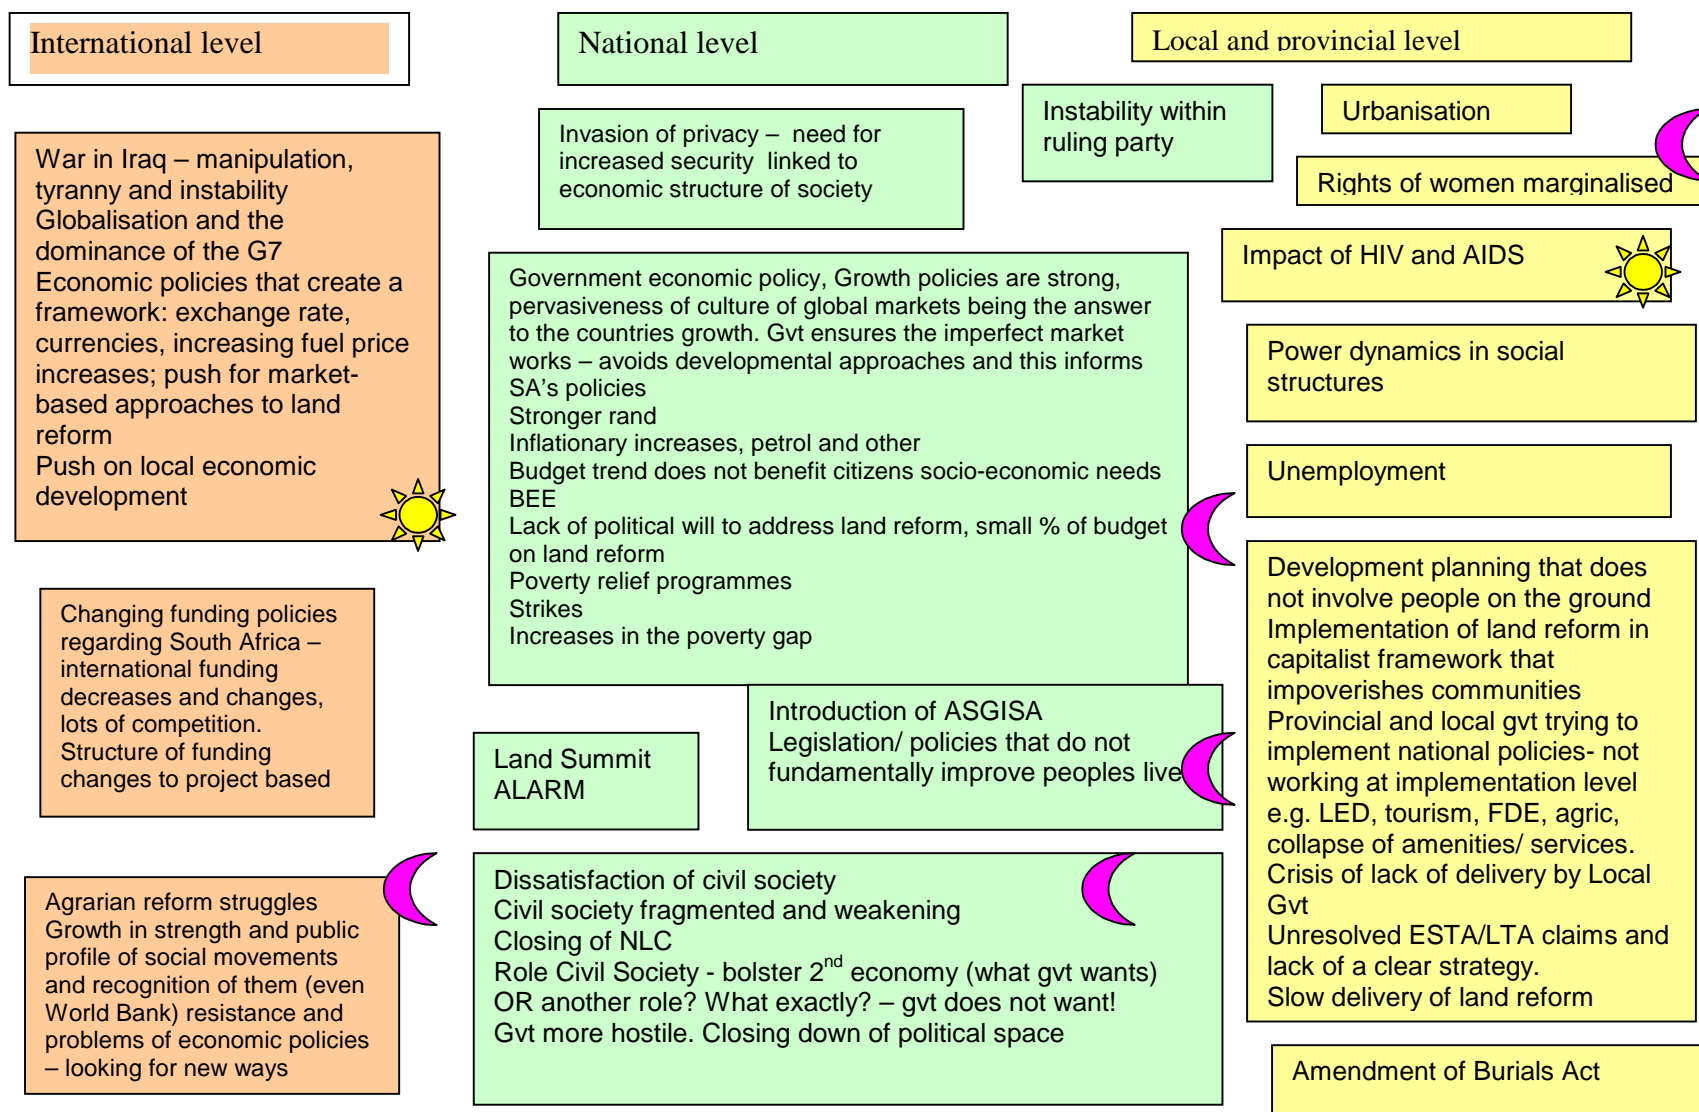 International level
National level
Local and provincial level
War in Iraq – manipulation,
tyranny and instability
Globalisation and the
dominance of the G7
Economic policies that create a
framework: exchange rate,
currencies, increasing fuel price
increases; push for market-
based approaches to land
reform
Push on local economic
development
Changing funding policies
regarding South Africa –
international funding
decreases and changes,
lots of competition.
Structure of funding
changes to project based
Agrarian reform struggles
Growth in strength and public
profile of social movements
and recognition of them (even
World Bank) resistance and
problems of economic policies
– looking for new ways
Invasion of privacy – need for
increased security linked to
economic structure of society
Instability within
ruling party
Government economic policy, Growth policies are strong,
pervasiveness of culture of global markets being the answer
to the countries growth. Gvt ensures the imperfect market
works – avoids developmental approaches and this informs
SA's policies
Stronger rand
Inflationary increases, petrol and other
Budget trend does not benefit citizens socio-economic needs
BEE
Lack of political will to address land reform, small % of budget
on land reform
Poverty relief programmes
Strikes
Increases in the poverty gap
Introduction of ASGISA
Legislation/ policies that do not
fundamentally improve peoples live
Land Summit
ALARM
Dissatisfaction of civil society
Civil society fragmented and weakening
Closing of NLC
Role Civil Society - bolster 2nd economy (what gvt wants)
OR another role? What exactly? – gvt does not want!
Gvt more hostile. Closing down of political space
Urbanisation
Rights of women marginalised
Impact of HIV and AIDS
Power dynamics in social
structures
Unemployment
Development planning that does
not involve people on the ground
Implementation of land reform in
capitalist framework that
impoverishes communities
Provincial and local gvt trying to
implement national policies- not
working at implementation level
e.g. LED, tourism, FDE, agric,
collapse of amenities/ services.
Crisis of lack of delivery by Local
Gvt
Unresolved ESTA/LTA claims and
lack of a clear strategy.
Slow delivery of land reform
Amendment of Burials Act